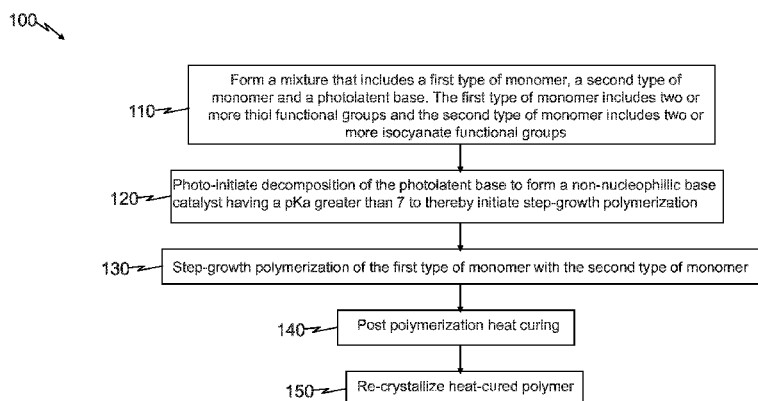 100
Form a mixture that includes a first type of monomer, a second type of
monomer and a photolatent base. The first type of monomer includes two or
more thiol functional groups and the second type of monomer includes two or
more isocyanate functional groups
110
Photo-initiate decomposition of the photolatent base to form a non-nucleophillic base
catalyst having a pKa greater than 7 to thereby initiate step-growth polymerization
120
Step-growth polymerization of the first type of monomer with the second type of monomer
130
Post polymerization heat curing
140
Re-crystallize heat-cured polymer
150